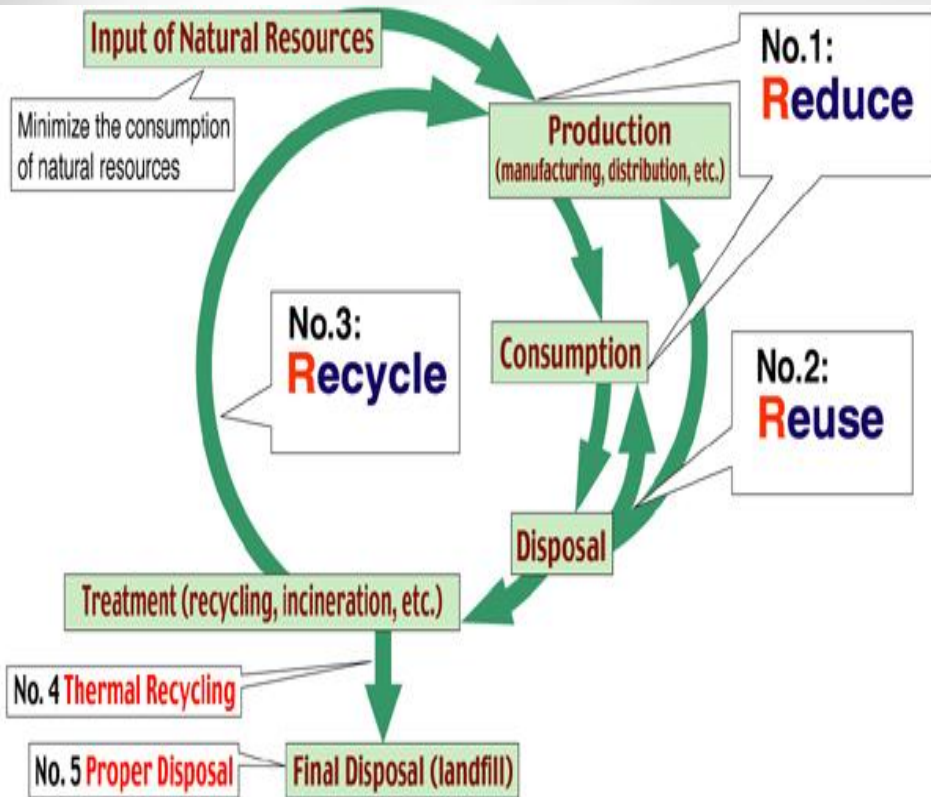 Input of Natural Resources
Minimize the consumption
of natural resources
No.1:
Reduce
Production
(manufacturing, distribution, etc.)
No.3:
Recycle
Consumption
No.2:
Reuse
Disposal
Treatment (recycling, incineration, etc.)
No. 4 Thermal Recycling
No. 5 Proper Disposal
Final Disposal (landfill)